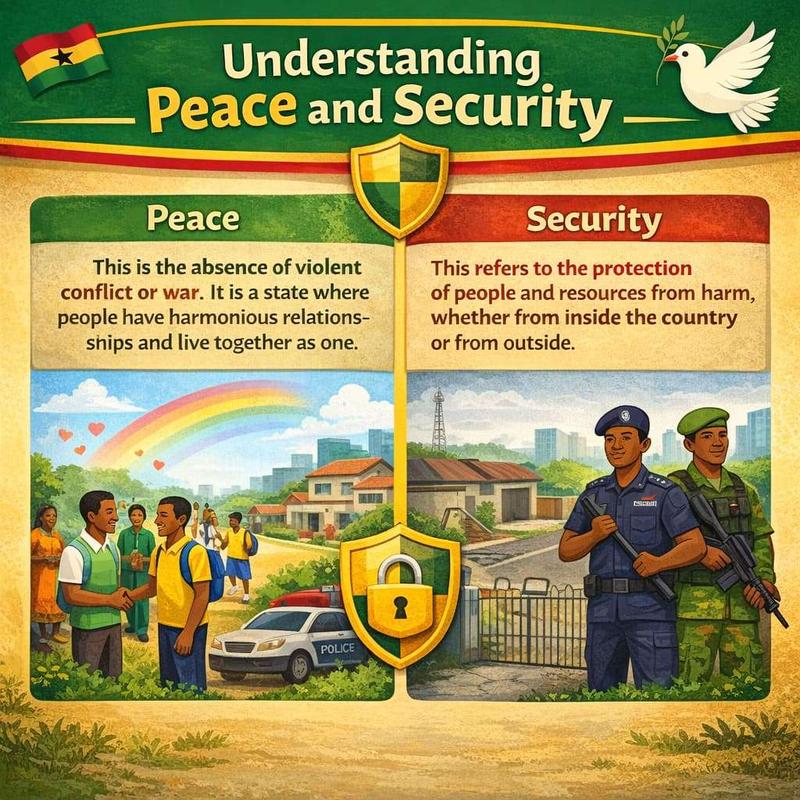 Understanding
Peace and Security
Peace
This is the absence of violent
conflict or war. It is a state where
people have harmonious relations-
ships and live together as one.
Security
This refers to the protection
of people and resources from harm,
whether from inside the country
or from outside.
POLICE